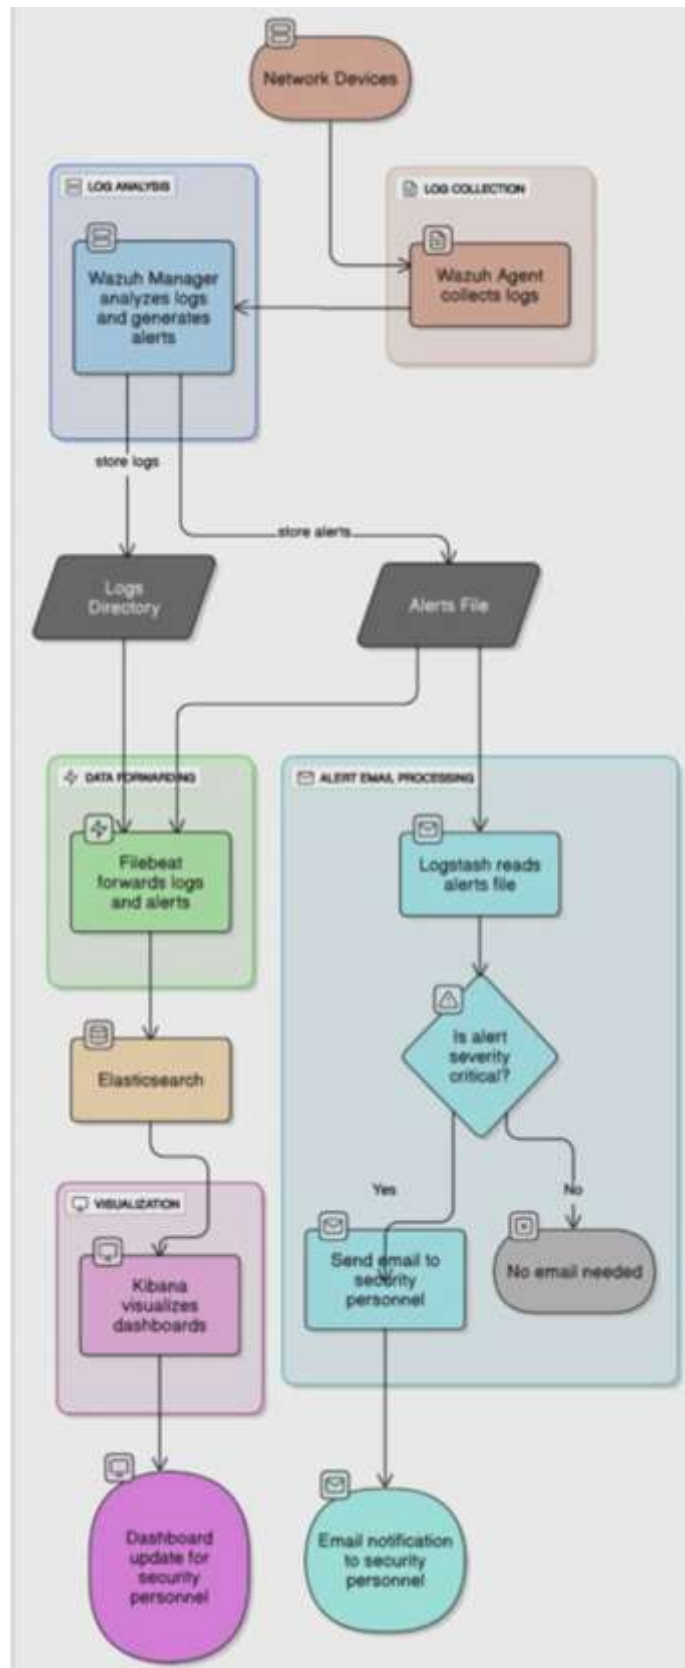 Network Devices
LOG ANALYSIS
LOG COLLECTION
Wazuh Manager
analyzes logs
and generates
alerts
Wazuh Agent
collects logs
store logs
store alerts
Logs
Directory
Alerts File
DATA FORWARDING
ALERT EMAIL PROCESSING
Filebeat
forwards logs
and alerts
Logstash reads
alerts file
Is alert
severity
critical?
Elasticsearch
Yes
No
VISUALIZATION
Send email to
security
personnel
No email needed
Kibana
visualizes
dashboards
Dashboard
update for
security
personnel
Email notification
to security
personnel